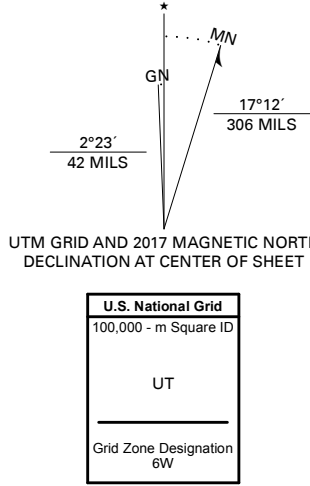 ★
MN
GN
2°23´
42 MILS
17°12´
306 MILS
UTM GRID AND 2017 MAGNETIC NORTH
DECLINATION AT CENTER OF SHEET
U.S. National Grid
100,000 - m Square ID
UT
Grid Zone Designation
6W